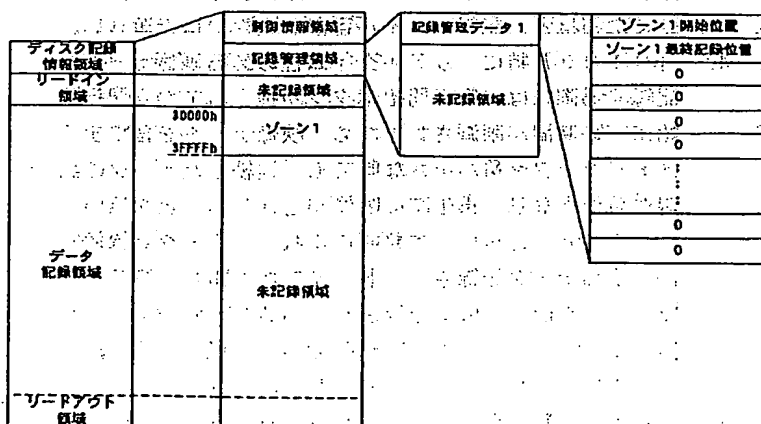 ディスク記録
情報領域
リードイン
領域
データ
記録領域
リードアウト
領域
30000h
3FFFFh
制御情報領域
記録管理領域
未記録領域
ゾーン1
未記録領域
記録管理データ1
未記録領域
ゾーン1開始位置
ゾーン1最終記録位置
0
0
0
0
⋮
0
0